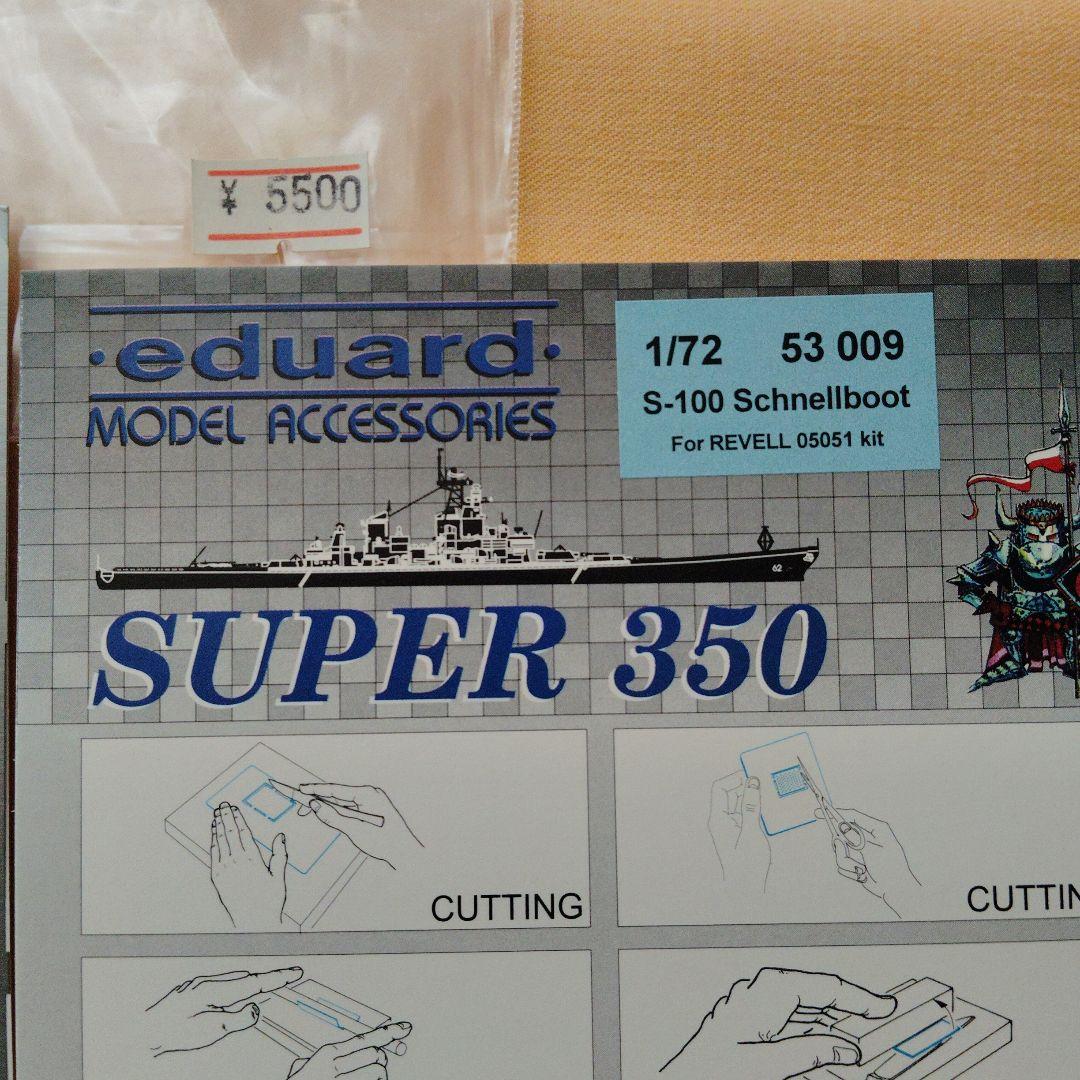 ¥ 5500
·eduard·
MODEL ACCESSORIES
1/72 53 009
S-100 Schnellboot
For REVELL 05051 kit
62
SUPER 350
CUTTING
CUTTIN